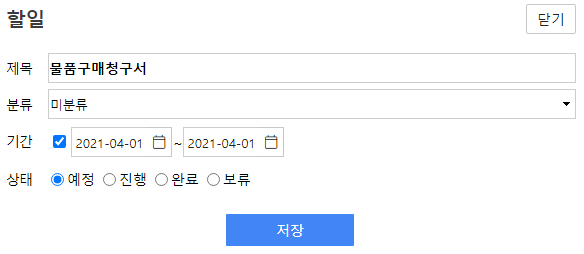 할일 닫기
제목 물품구매청구서
분류 미분류
기간 2021-04-01 ~ 2021-04-01
상태 예정 진행 완료 보류
저장